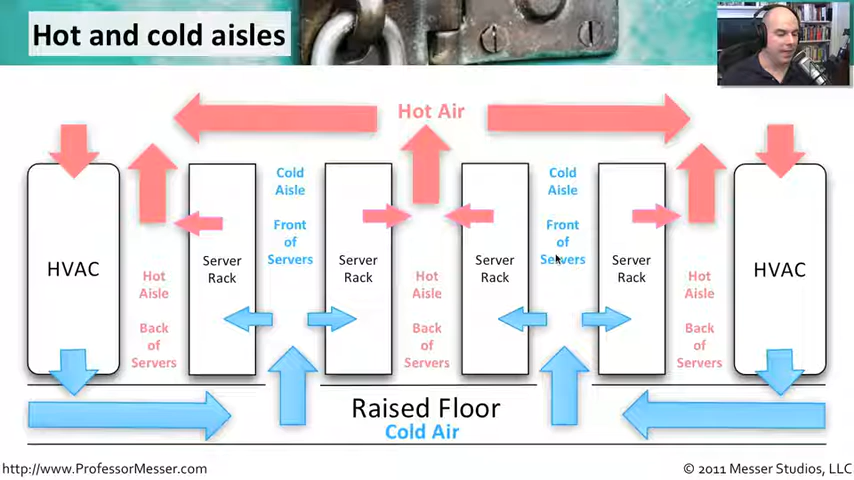 Hot and cold aisles
Hot Air
Cold
Aisle
Front
of
Servers
Cold
Aisle
Front
of
Servers
HVAC
Hot
Aisle
Back
of
Servers
Server
Rack
Server
Rack
Hot
Aisle
Back
of
Servers
Server
Rack
Server
Rack
Hot
Aisle
Back
of
Servers
HVAC
Raised Floor
Cold Air
http://www.ProfessorMesser.com
© 2011 Messer Studios, LLC